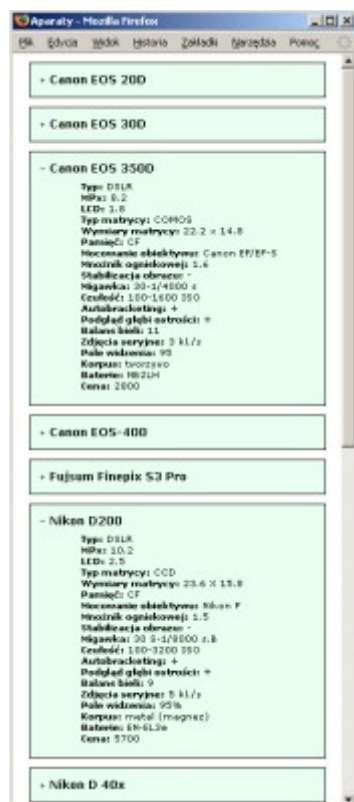 Aparaty - Mozilla Firefox
Plik Edycja Widok Historia Zakładki Narzędzia Pomoc
+ Canon EOS 20D
+ Canon EOS 30D
- Canon EOS 350D
Typ: DSLR
MPx: 8.2
LCD: 1.8
Typ matrycy: COMOS
Wymiary matrycy: 22.2 x 14.8
Pamięć: CF
Mocowanie obiektywu: Canon EF/EF-S
Mnożnik ogniskowej: 1.6
Stabilizacja obrazu: -
Migawka: 30-1/4000 s
Czułość: 100-1600 ISO
Autobracketing: +
Podgląd głębi ostrości: +
Balans bieli: 11
Zdjęcia seryjne: 3 kl./s
Pole widzenia: 95
Korpus: tworzywo
Baterie: NB2LH
Cena: 2800
+ Canon EOS-400
+ Fujsum Finepix S3 Pro
- Nikon D200
Typ: DSLR
MPx: 10.2
LCD: 2.5
Typ matrycy: CCD
Wymiary matrycy: 23.6 X 15.8
Pamięć: CF
Mocowanie obiektywu: Nikon F
Mnożnik ogniskowej: 1.5
Stabilizacja obrazu: -
Migawka: 30 S-1/8000 s.B
Czułość: 100-3200 ISO
Autobracketing: +
Podgląd głębi ostrości: +
Balans bieli: 9
Zdjęcia seryjne: 5 kl./s
Pole widzenia: 95%
Korpus: metal (magnez)
Baterie: EN-EL3e
Cena: 5700
+ Nikon D 40x